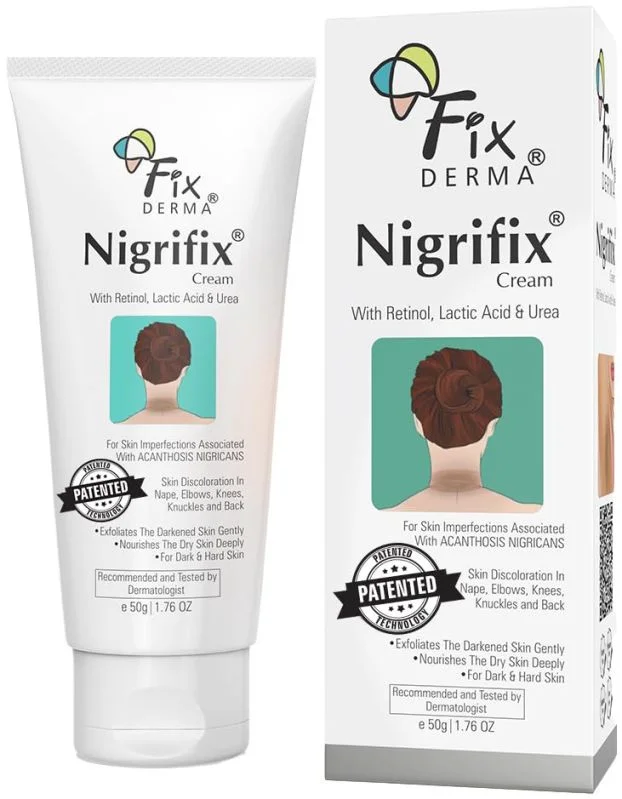 Fix
DERMA®
Nigrifix®
Cream
With Retinol, Lactic Acid & Urea
For Skin Imperfections Associated
With ACANTHOSIS NIGRICANS
PATENTED
PATENTED
TECHNOLOGY
Skin Discoloration In
Nape, Elbows, Knees,
Knuckles and Back
•Exfoliates The Darkened Skin Gently
•Nourishes The Dry Skin Deeply
•For Dark & Hard Skin
Recommended and Tested by
Dermatologist
e 50g | 1.76 OZ
Fix
DERMA®
Nigrifix®
Cream
With Retinol, Lactic Acid & Urea
For Skin Imperfections Associated
With ACANTHOSIS NIGRICANS
PATENTED
PATENTED
TECHNOLOGY
Skin Discoloration In
Nape, Elbows, Knees,
Knuckles and Back
•Exfoliates The Darkened Skin Gently
•Nourishes The Dry Skin Deeply
•For Dark & Hard Skin
Recommended and Tested by
Dermatologist
e 50g | 1.76 OZ